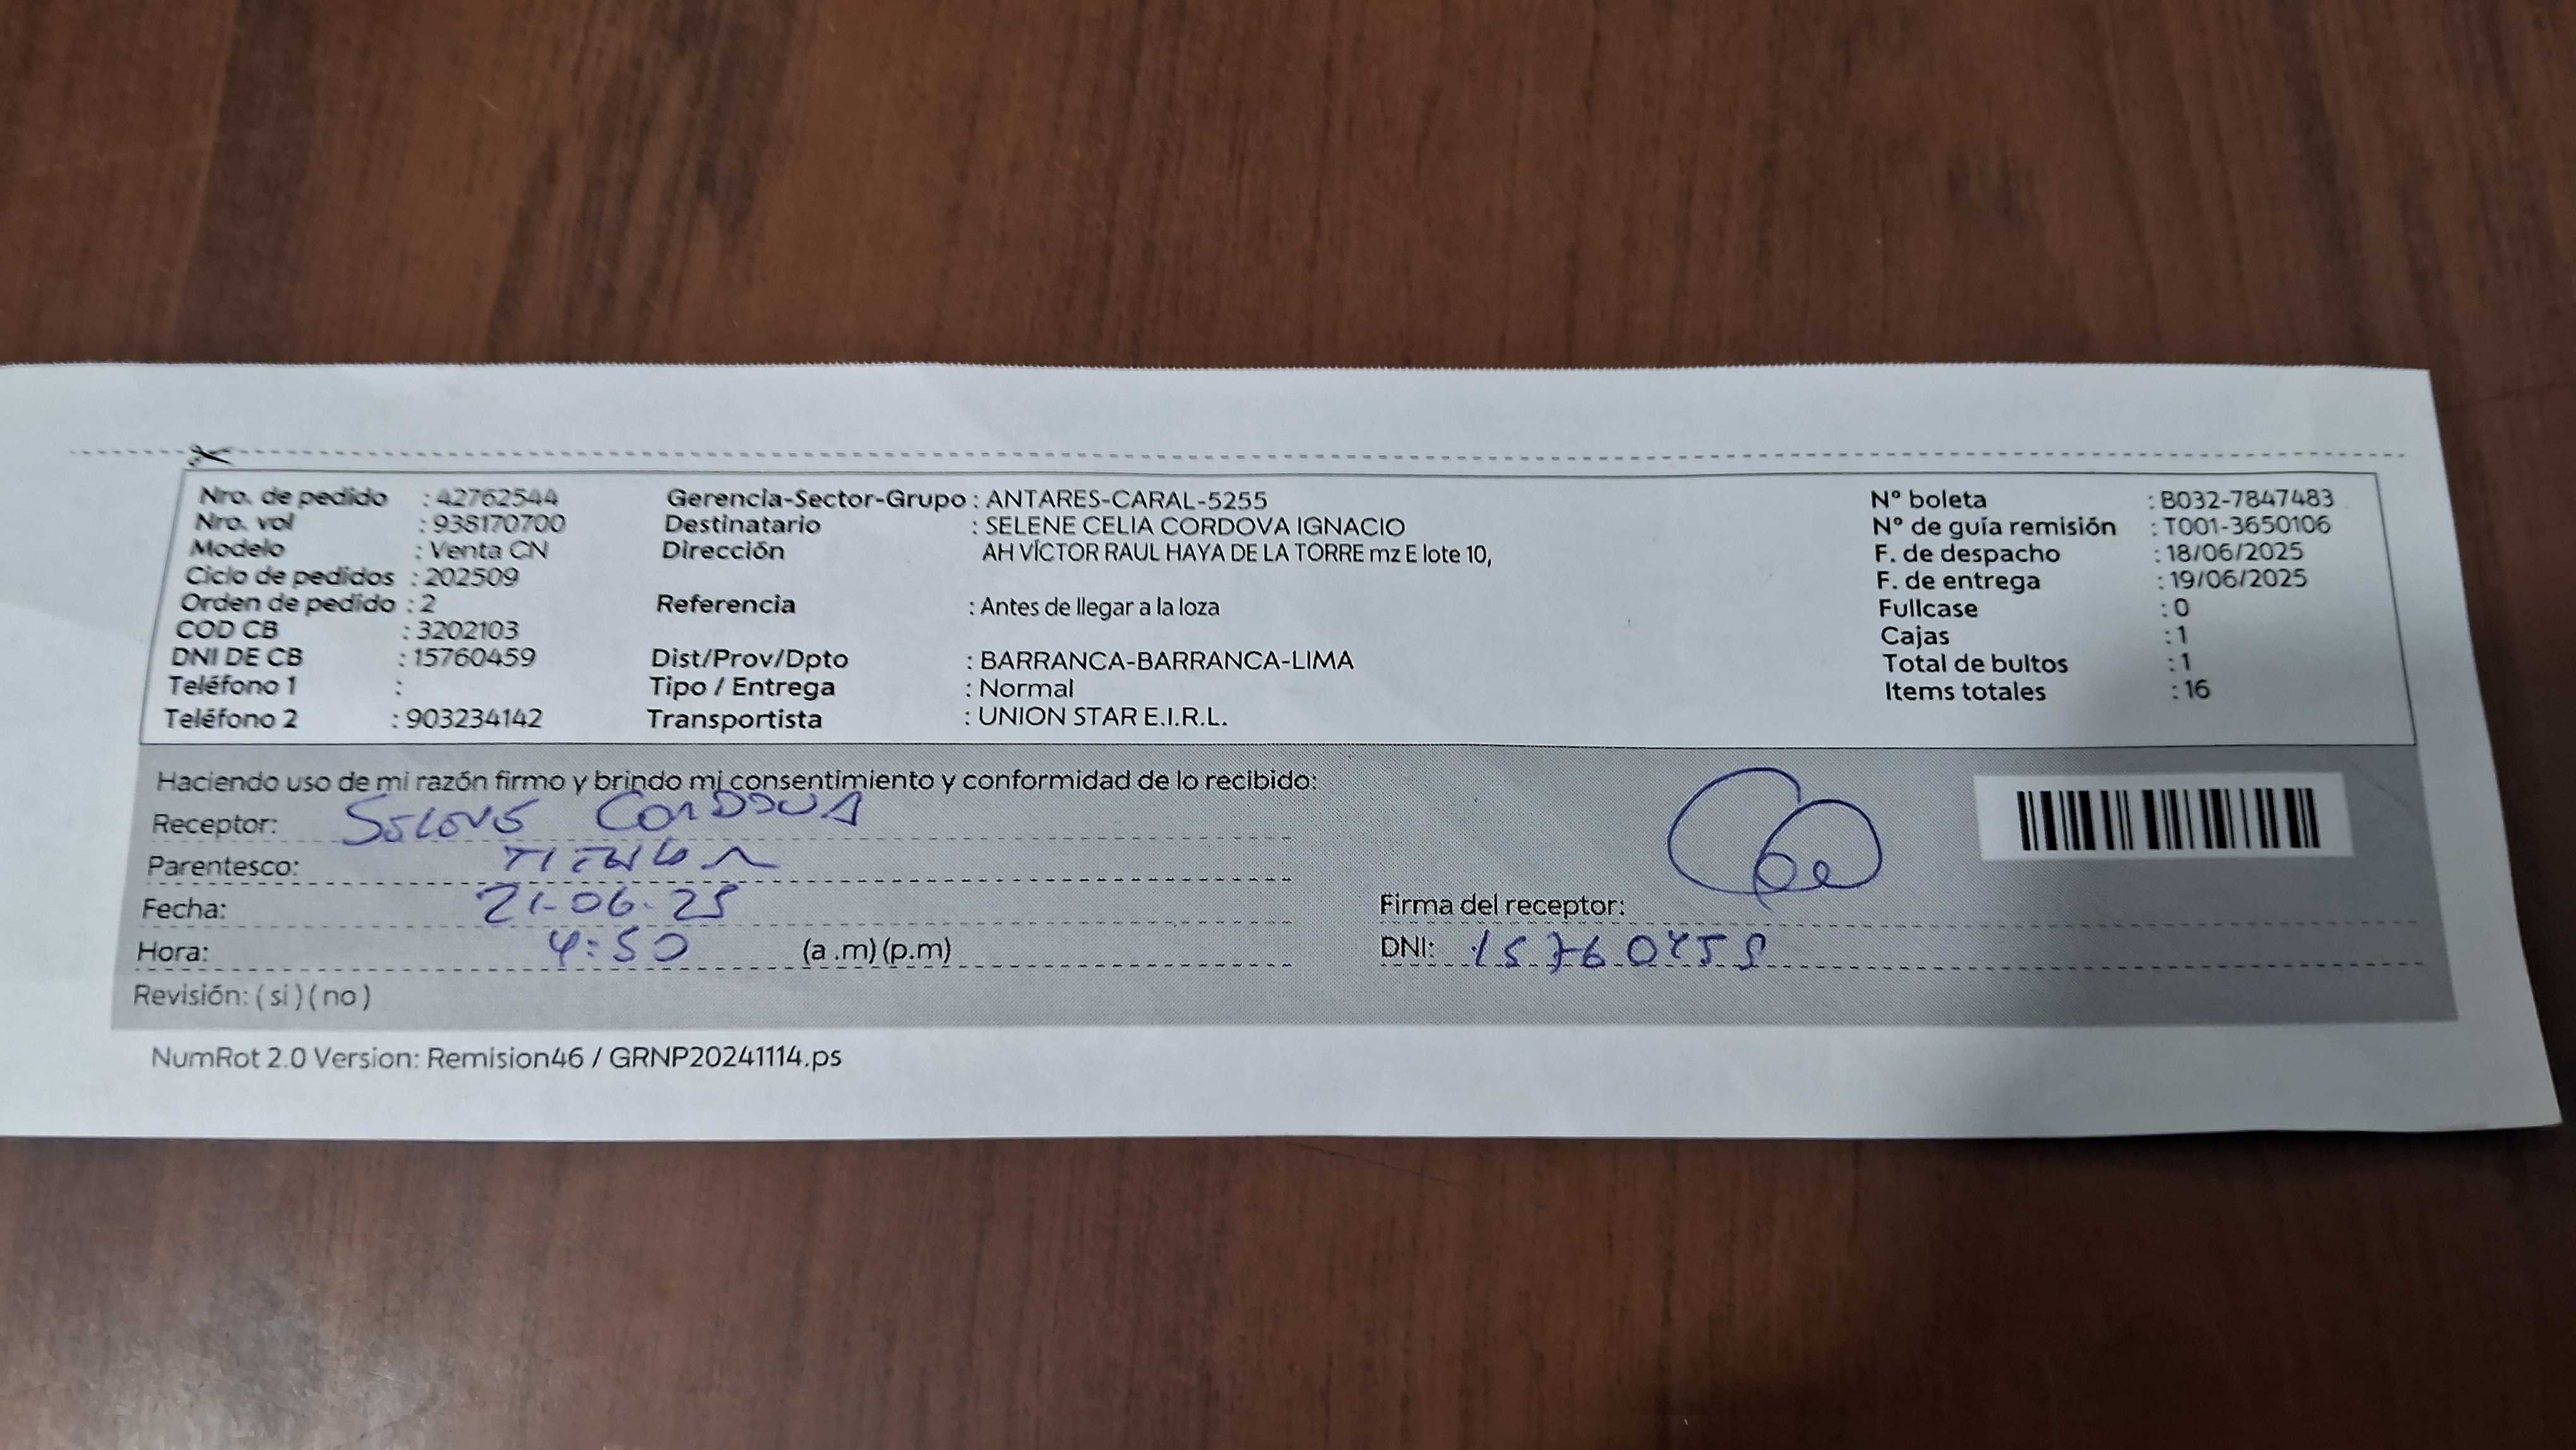 Nro. de pedido : 42762544
Nro. vol : 938170700
Modelo : Venta CN
Ciclo de pedidos : 202509
Orden de pedido : 2
COD CB : 3202103
DNI DE CB : 15760459
Teléfono 1 :
Teléfono 2 : 903234142
Gerencia-Sector-Grupo : ANTARES-CARAL-5255
Destinatario : SELENE CELIA CORDOVA IGNACIO
Dirección AH VÍCTOR RAUL HAYA DE LA TORRE mz E lote 10,
Referencia : Antes de llegar a la loza
Dist/Prov/Dpto : BARRANCA-BARRANCA-LIMA
Tipo / Entrega : Normal
Transportista : UNION STAR E.I.R.L.
N° boleta : B032-7847483
N° de guía remisión : T001-3650106
F. de despacho : 18/06/2025
F. de entrega : 19/06/2025
Fullcase : 0
Cajas : 1
Total de bultos : 1
Items totales : 16
Haciendo uso de mi razón firmo y brindo mi consentimiento y conformidad de lo recibido:
Receptor: SELENE CORDOVA
Parentesco:
Fecha: 21-06-25
Hora: 4:50 (a .m) (p.m)
Revisión: ( si ) ( no )
Firma del receptor:
DNI: 15760459
NumRot 2.0 Version: Remision46 / GRNP20241114.ps